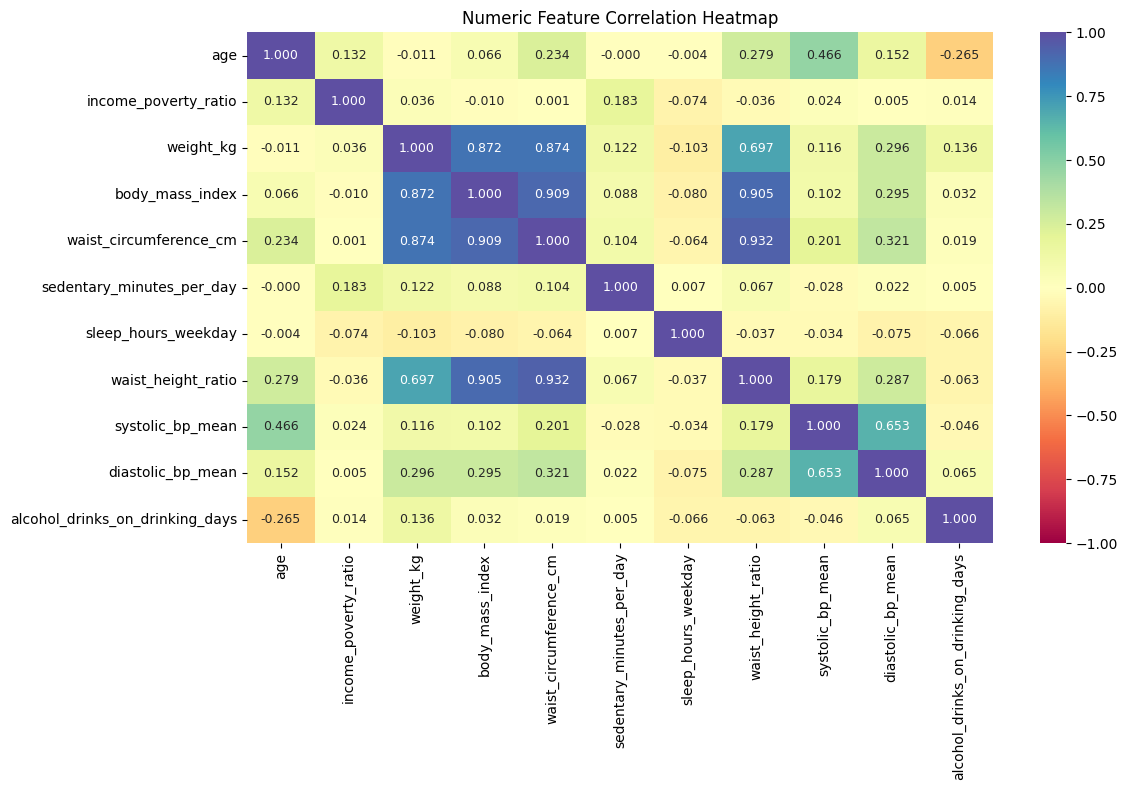 Numeric Feature Correlation Heatmap
age 1.000 0.132 -0.011 0.066 0.234 -0.000 -0.004 0.279 0.466 0.152 -0.265
income_poverty_ratio 0.132 1.000 0.036 -0.010 0.001 0.183 -0.074 -0.036 0.024 0.005 0.014
weight_kg -0.011 0.036 1.000 0.872 0.874 0.122 -0.103 0.697 0.116 0.296 0.136
body_mass_index 0.066 -0.010 0.872 1.000 0.909 0.088 -0.080 0.905 0.102 0.295 0.032
waist_circumference_cm 0.234 0.001 0.874 0.909 1.000 0.104 -0.064 0.932 0.201 0.321 0.019
sedentary_minutes_per_day -0.000 0.183 0.122 0.088 0.104 1.000 0.007 0.067 -0.028 0.022 0.005
sleep_hours_weekday -0.004 -0.074 -0.103 -0.080 -0.064 0.007 1.000 -0.037 -0.034 -0.075 -0.066
waist_height_ratio 0.279 -0.036 0.697 0.905 0.932 0.067 -0.037 1.000 0.179 0.287 -0.063
systolic_bp_mean 0.466 0.024 0.116 0.102 0.201 -0.028 -0.034 0.179 1.000 0.653 -0.046
diastolic_bp_mean 0.152 0.005 0.296 0.295 0.321 0.022 -0.075 0.287 0.653 1.000 0.065
alcohol_drinks_on_drinking_days -0.265 0.014 0.136 0.032 0.019 0.005 -0.066 -0.063 -0.046 0.065 1.000
age
income_poverty_ratio
weight_kg
body_mass_index
waist_circumference_cm
sedentary_minutes_per_day
sleep_hours_weekday
waist_height_ratio
systolic_bp_mean
diastolic_bp_mean
alcohol_drinks_on_drinking_days
1.00
0.75
0.50
0.25
0.00
−0.25
−0.50
−0.75
−1.00